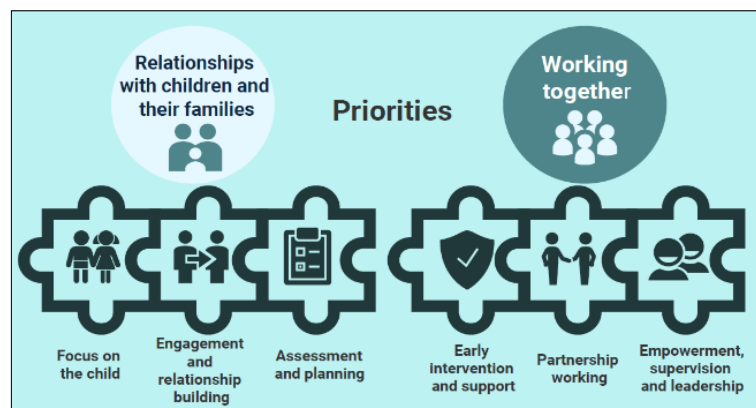 Relationships
with children and
their families
Priorities
Working
together
Focus on
the child
Engagement
and
relationship
building
Assessment
and planning
Early
intervention
and support
Partnership
working
Empowerment,
supervision
and leadership